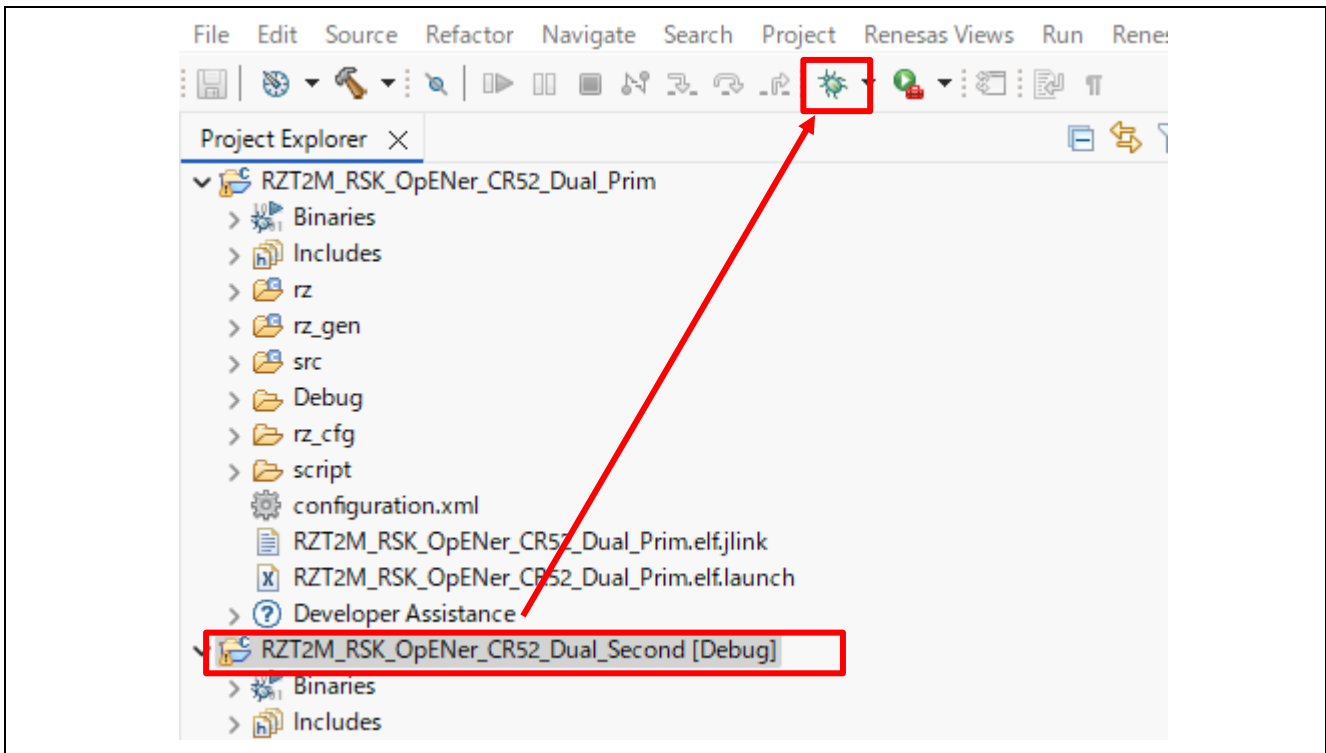 File Edit Source Refactor Navigate Search Project Renesas Views Run Renes
Project Explorer
RZT2M_RSK_OpENer_CR52_Dual_Prim
Binaries
Includes
rz
rz_gen
src
Debug
rz_cfg
script
configuration.xml
RZT2M_RSK_OpENer_CR52_Dual_Prim.elf.jlink
RZT2M_RSK_OpENer_CR52_Dual_Prim.elf.launch
Developer Assistance
RZT2M_RSK_OpENer_CR52_Dual_Second [Debug]
Binaries
Includes